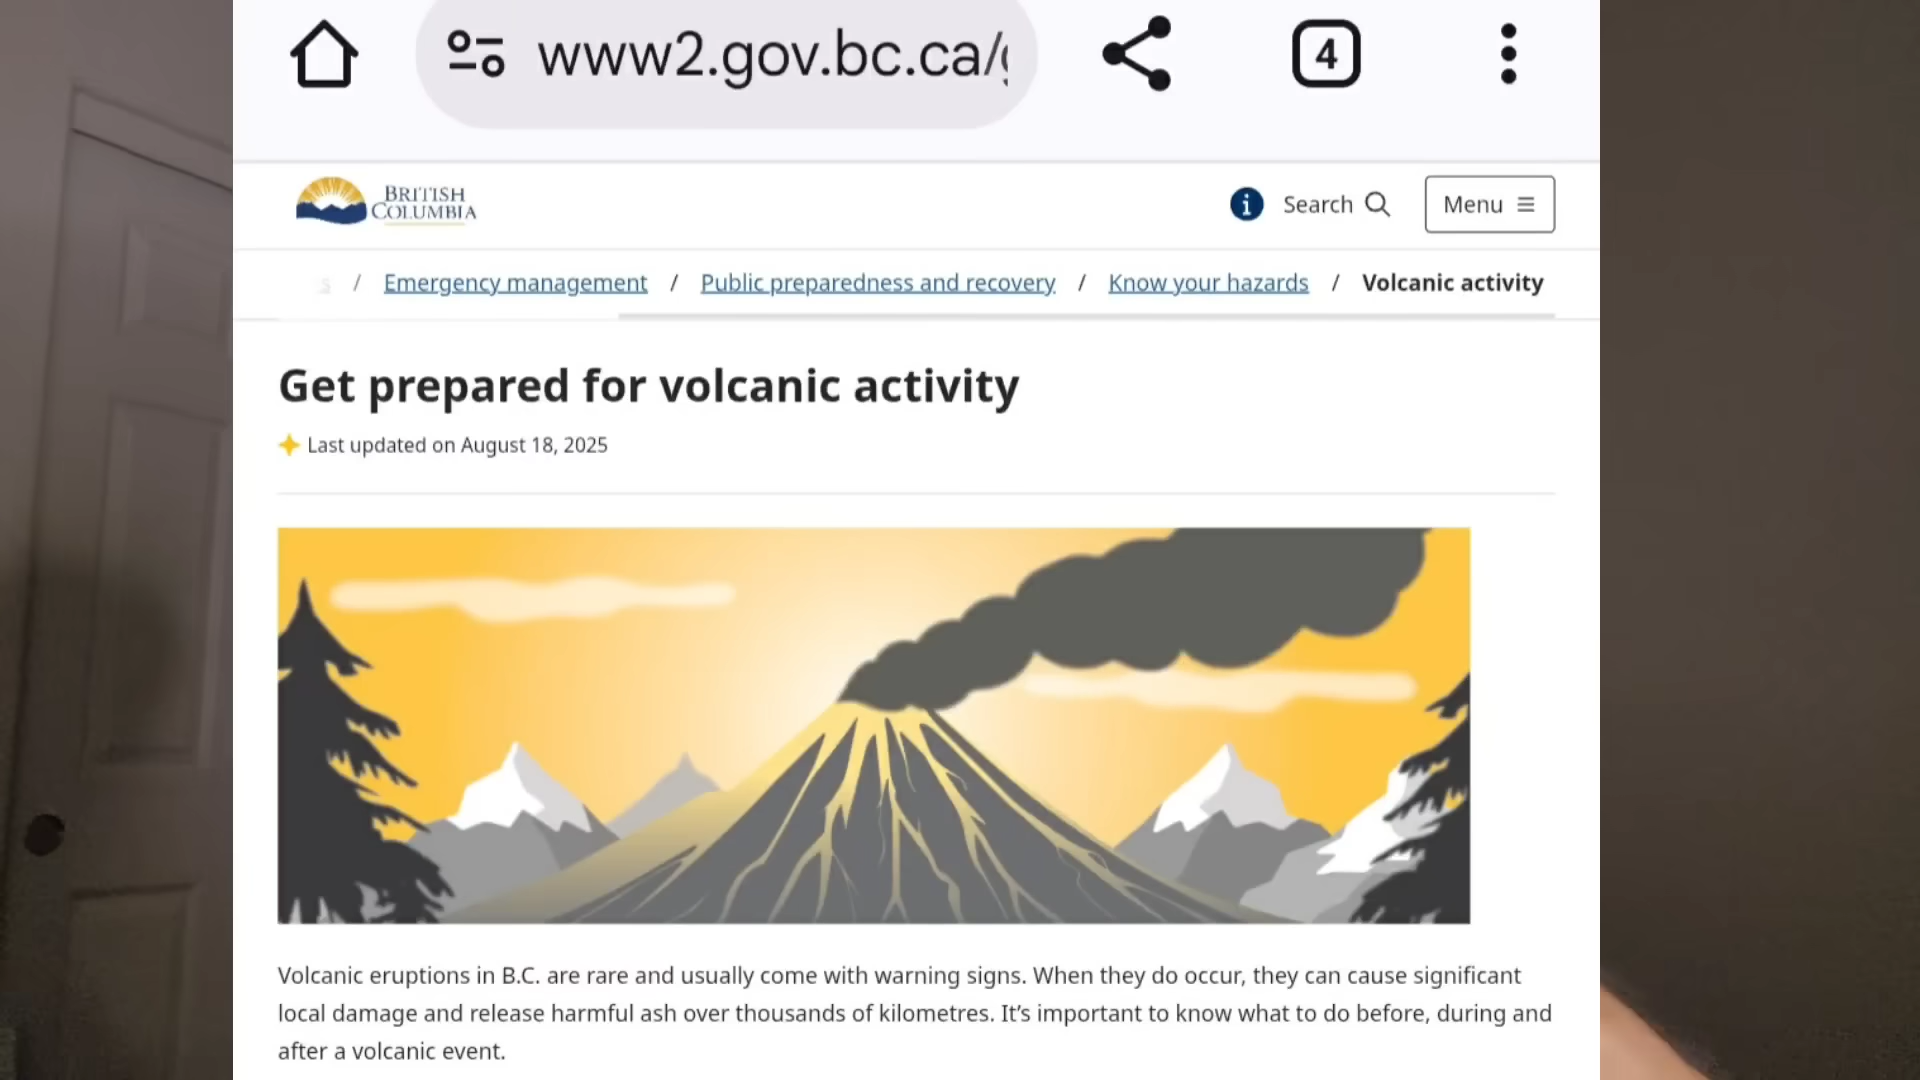 www2.gov.bc.ca/
4
BRITISH
COLUMBIA
i
Search
Menu
s / Emergency management / Public preparedness and recovery / Know your hazards / Volcanic activity
Get prepared for volcanic activity
Last updated on August 18, 2025
Volcanic eruptions in B.C. are rare and usually come with warning signs. When they do occur, they can cause significant
local damage and release harmful ash over thousands of kilometres. It’s important to know what to do before, during and
after a volcanic event.